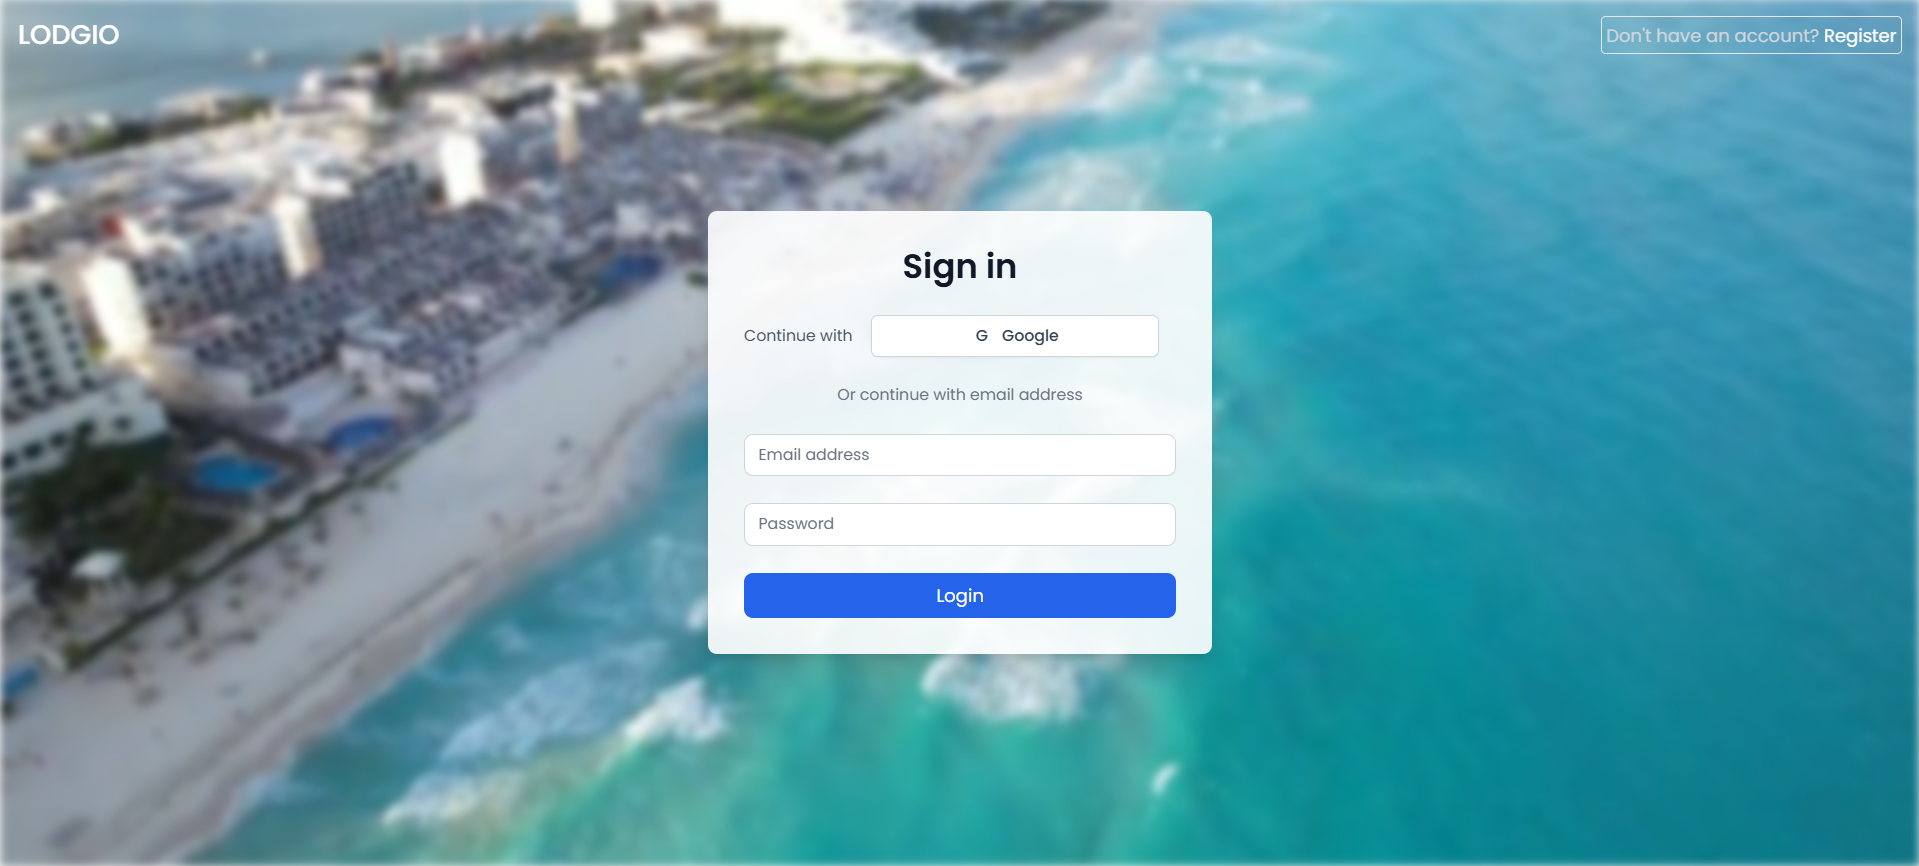 LODGIO
Don't have an account? Register
Sign in
Continue with
G Google
Or continue with email address
Email address
Password
Login